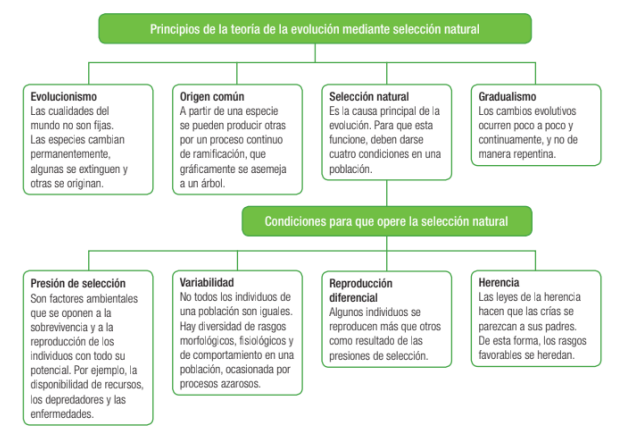 Principios de la teoría de la evolución mediante selección natural
Evolucionismo
Las cualidades del
mundo no son fijas.
Las especies cambian
permanentemente,
algunas se extinguen y
otras se originan.
Origen común
A partir de una especie
se pueden producir otras
por un proceso continuo
de ramificación, que
gráficamente se asemeja
a un árbol.
Selección natural
Es la causa principal de la
evolución. Para que esta
funcione, deben darse
cuatro condiciones en una
población.
Gradualismo
Los cambios evolutivos
ocurren poco a poco y
continuamente, y no de
manera repentina.
Condiciones para que opere la selección natural
Presión de selección
Son factores ambientales
que se oponen a la
sobrevivencia y a la
reproducción de los
individuos con todo su
potencial. Por ejemplo, la
disponibilidad de recursos,
los depredadores y las
enfermedades.
Variabilidad
No todos los individuos de
una población son iguales.
Hay diversidad de rasgos
morfológicos, fisiológicos y
de comportamiento en una
población, ocasionada por
procesos azarosos.
Reproducción
diferencial
Algunos individuos se
reproducen más que otros
como resultado de las
presiones de selección.
Herencia
Las leyes de la herencia
hacen que las crías se
parezcan a sus padres.
De esta forma, los rasgos
favorables se heredan.